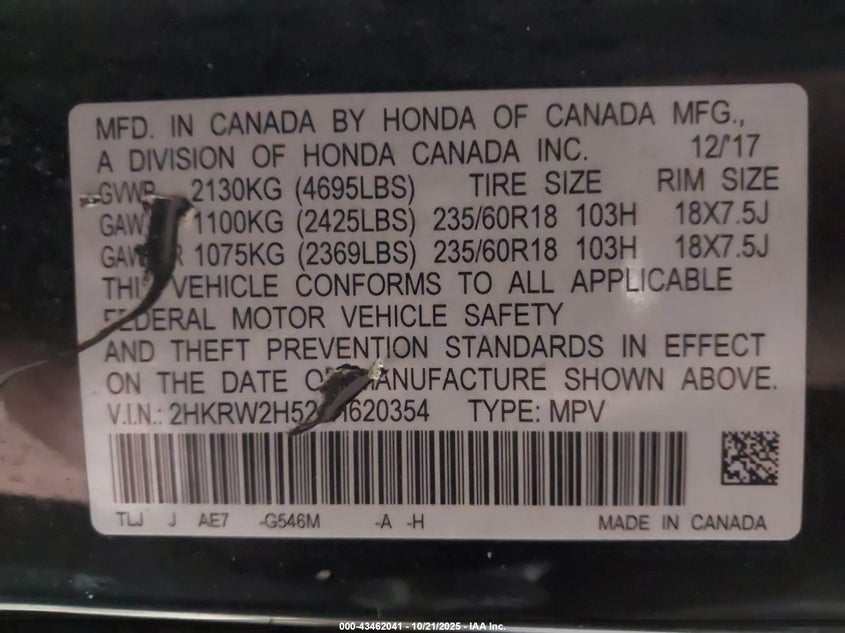 MFD. IN CANADA BY HONDA OF CANADA MFG.,
A DIVISION OF HONDA CANADA INC. 12/'17
2130KG (4695LBS) TIRE SIZE RIM SIZE
1100KG (2425LBS) 235/60R18 103H 18X7.5J
1075KG (2369LBS) 235/60R18 103H 18X7.5J
VEHICLE CONFORMS TO ALL APPLICABLE
FEDERAL MOTOR VEHICLE SAFETY
AND THEFT PREVENTION STANDARDS IN EFFECT
ON THE DATE SHOWN ABOVE.
V.I.N.: TYPE: MPV
TLJ J AE7 -G546M -A -H MADE IN CANADA
000-43462041 - 10/21/2025 - IAA Inc.